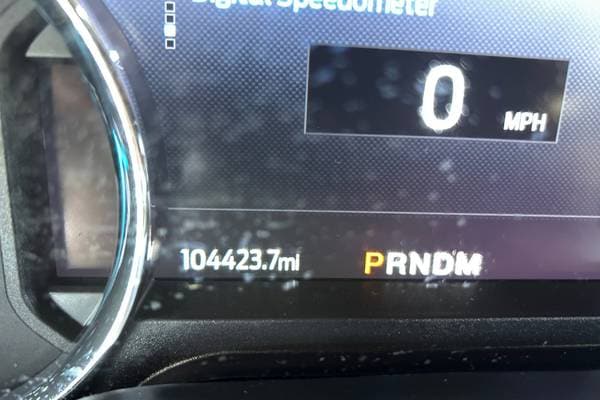 Digital Speedometer
0
MPH
104423.7mi
PRNDM